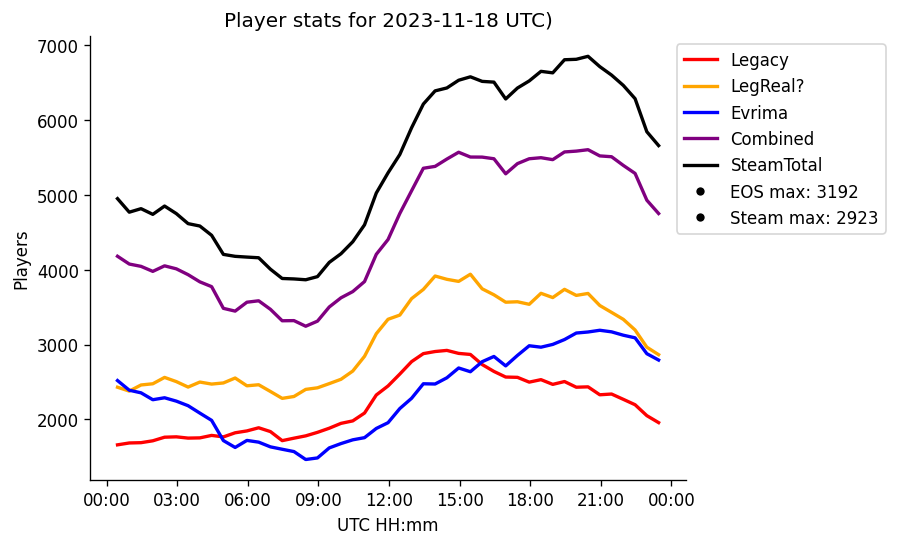 Player stats for 2023-11-18 UTC)
7000
6000
5000
4000
3000
2000
Players
00:00 03:00 06:00 09:00 12:00 15:00 18:00 21:00 00:00
UTC HH:mm
Legacy
LegReal?
Evrima
Combined
SteamTotal
EOS max: 3192
Steam max: 2923